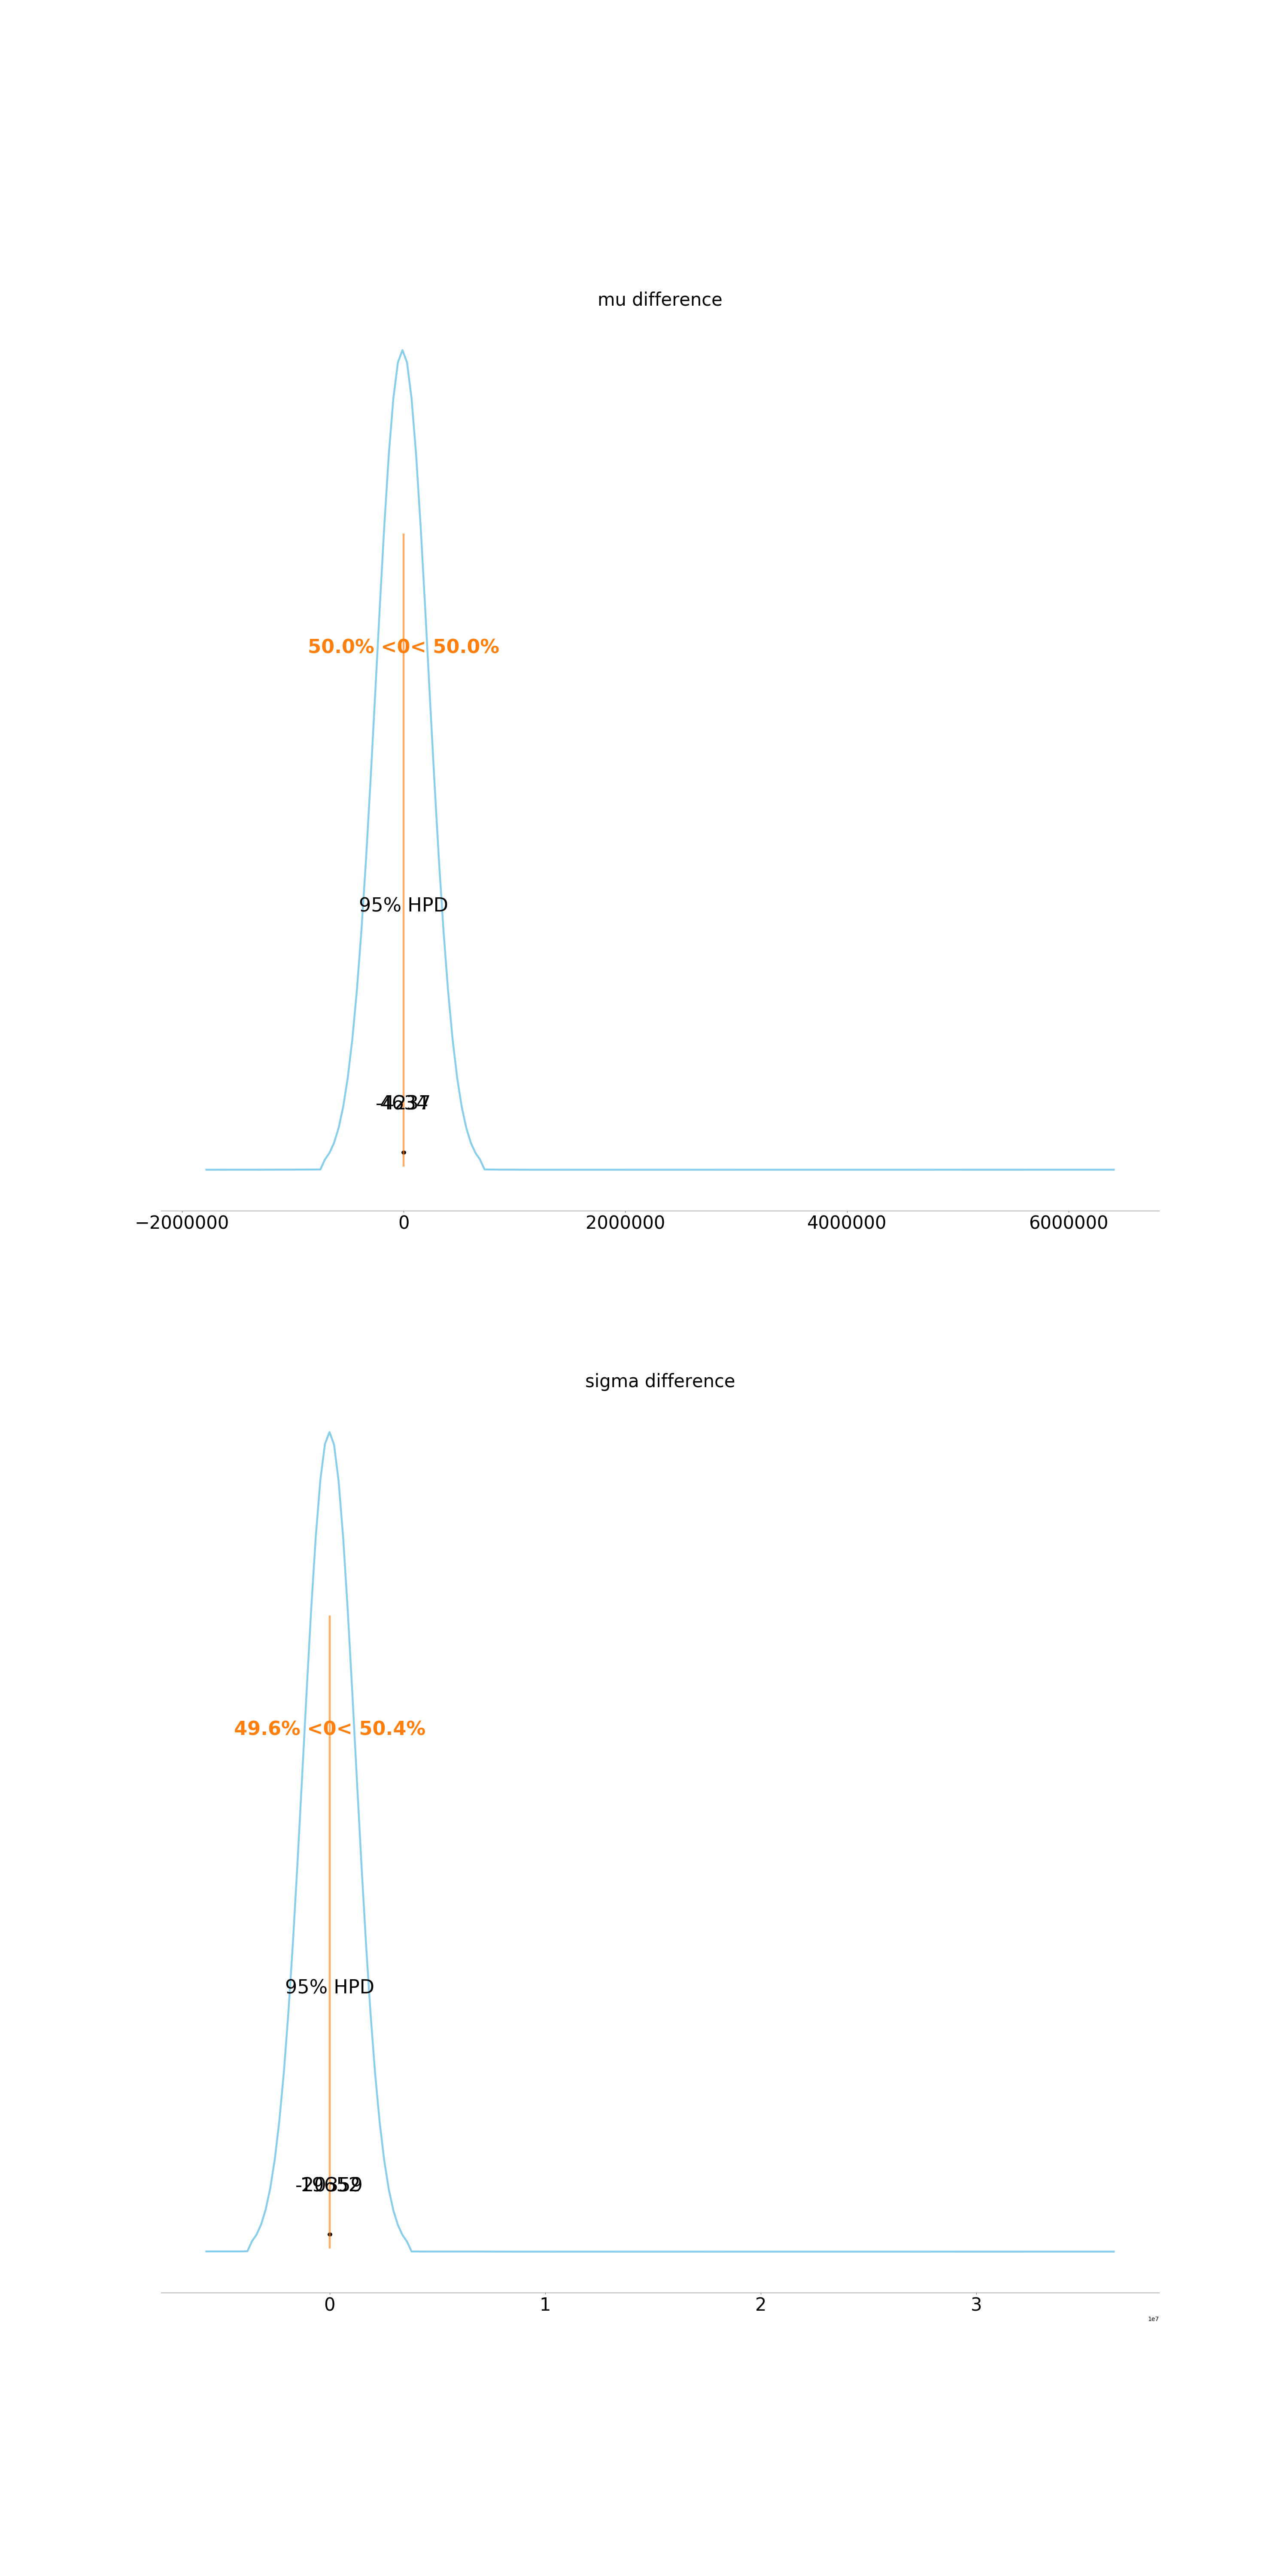 mu difference
50.0% <0< 50.0%
95% HPD
−2000000 0 2000000 4000000 6000000
sigma difference
49.6% <0< 50.4%
95% HPD
0 1 2 3
1e7